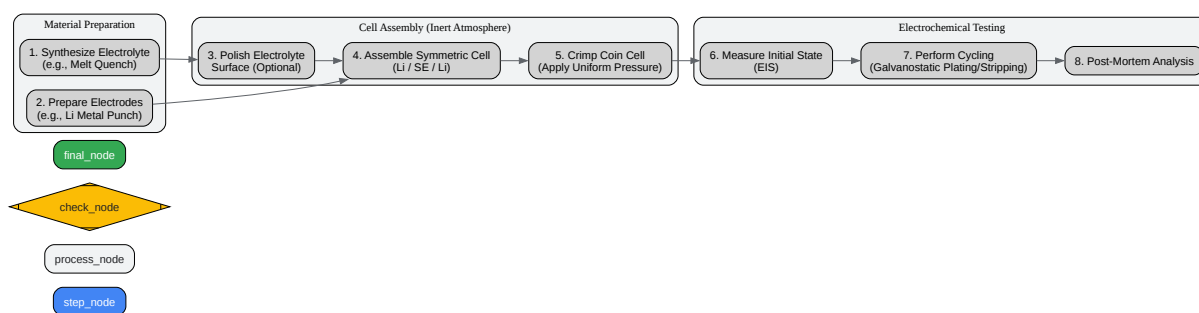 Material Preparation
1. Synthesize Electrolyte
(e.g., Melt Quench)
2. Prepare Electrodes
(e.g., Li Metal Punch)
Cell Assembly (Inert Atmosphere)
3. Polish Electrolyte
Surface (Optional)
4. Assemble Symmetric Cell
(Li / SE / Li)
5. Crimp Coin Cell
(Apply Uniform Pressure)
Electrochemical Testing
6. Measure Initial State
(EIS)
7. Perform Cycling
(Galvanostatic Plating/Stripping)
8. Post-Mortem Analysis
final_node
check_node
process_node
step_node